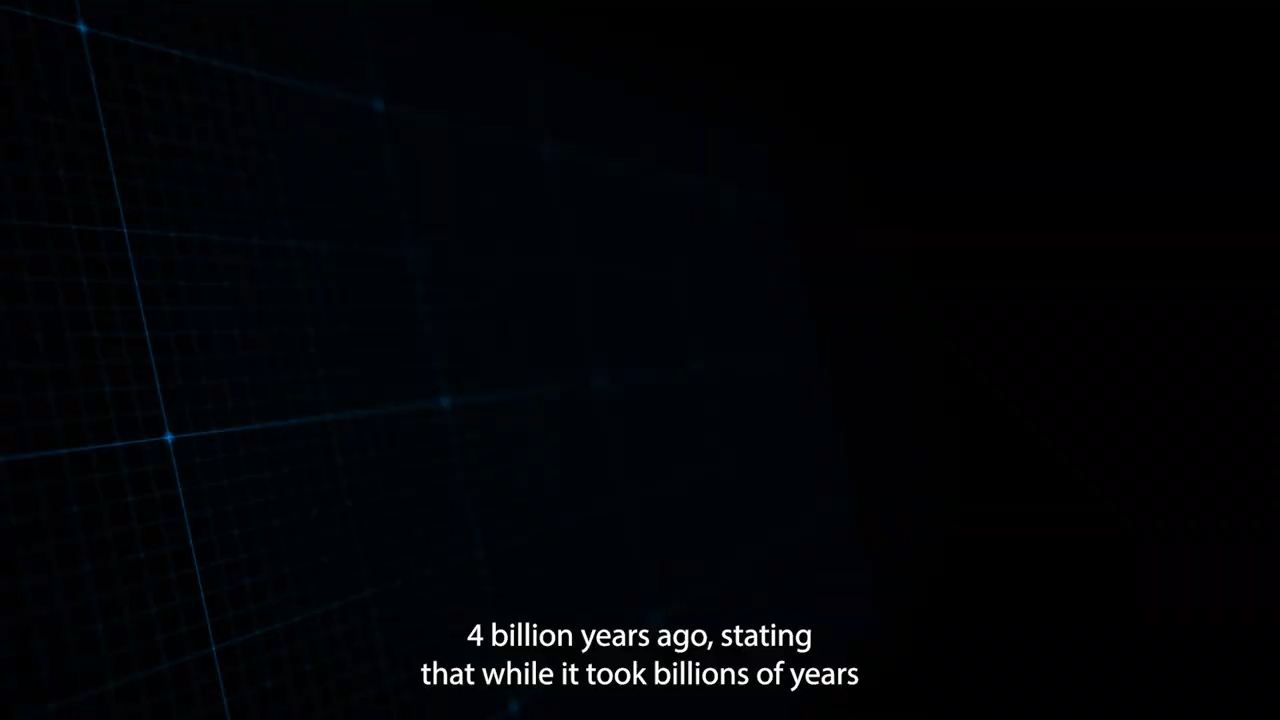 4 billion years ago, stating
that while it took billions of years